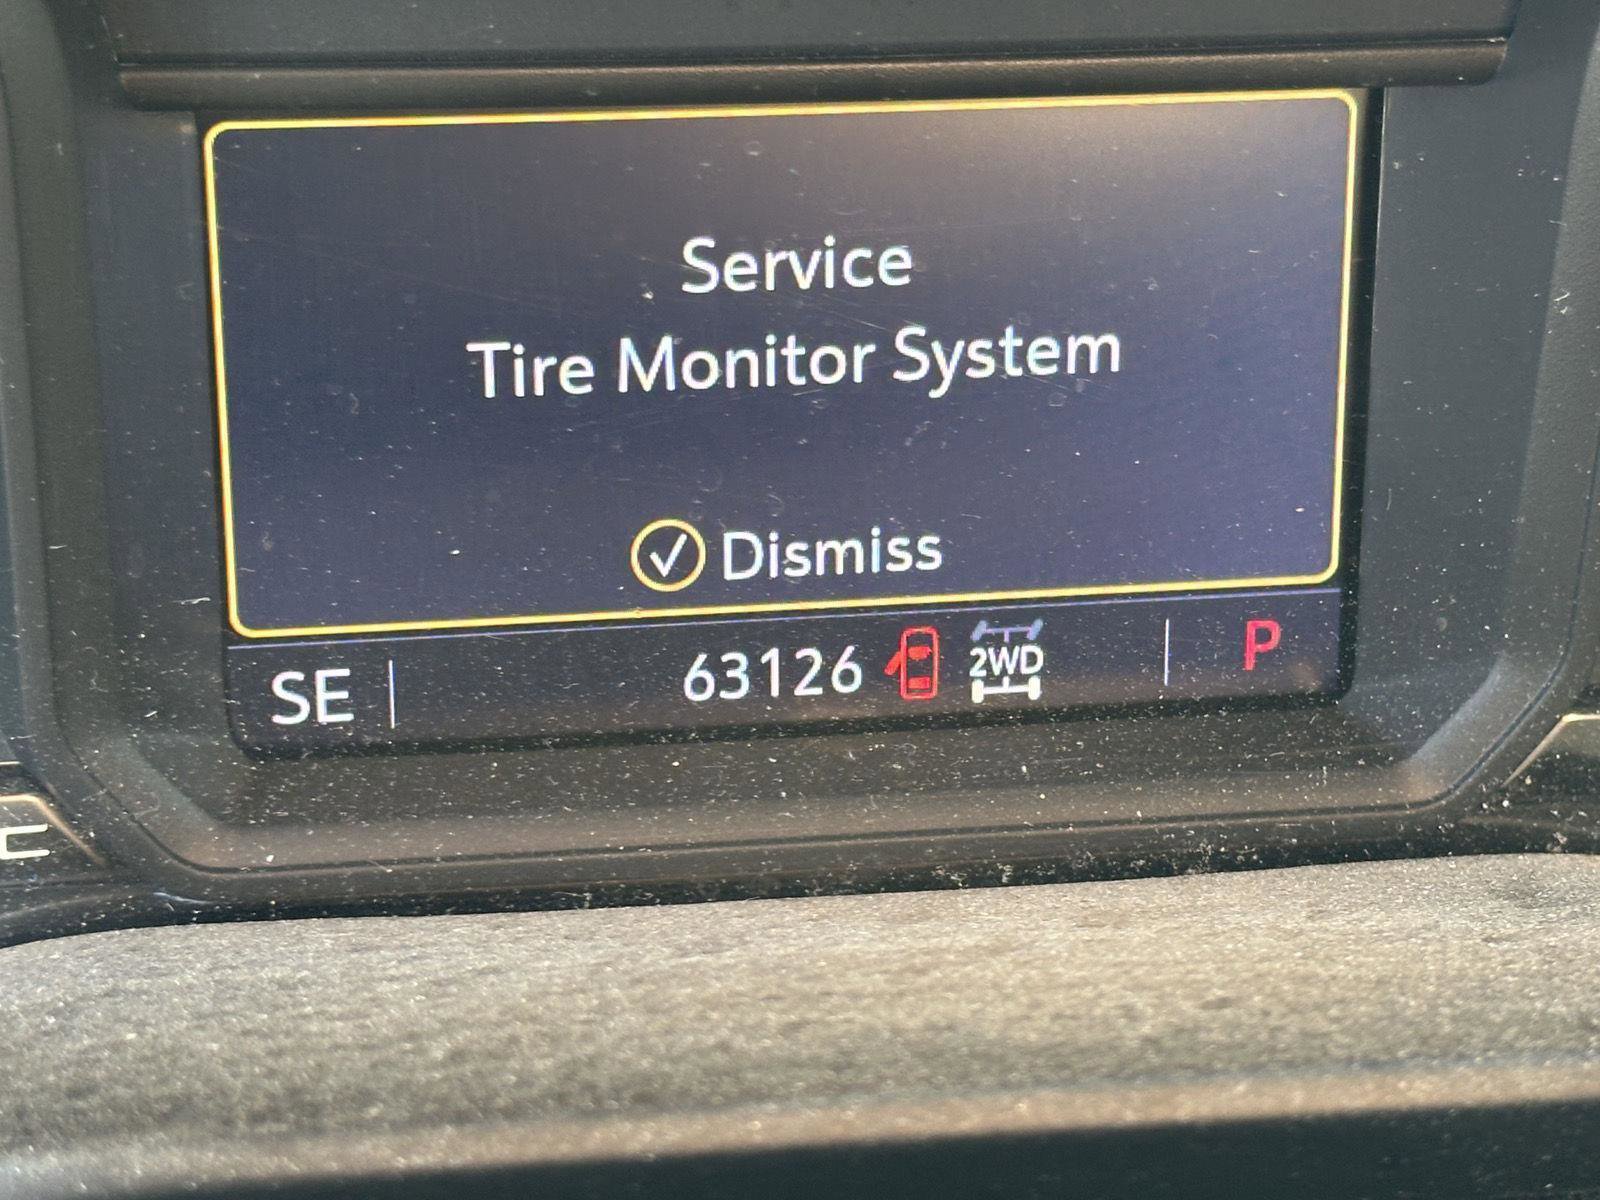 Service
Tire Monitor System
Dismiss
SE 63126 2WD P
C